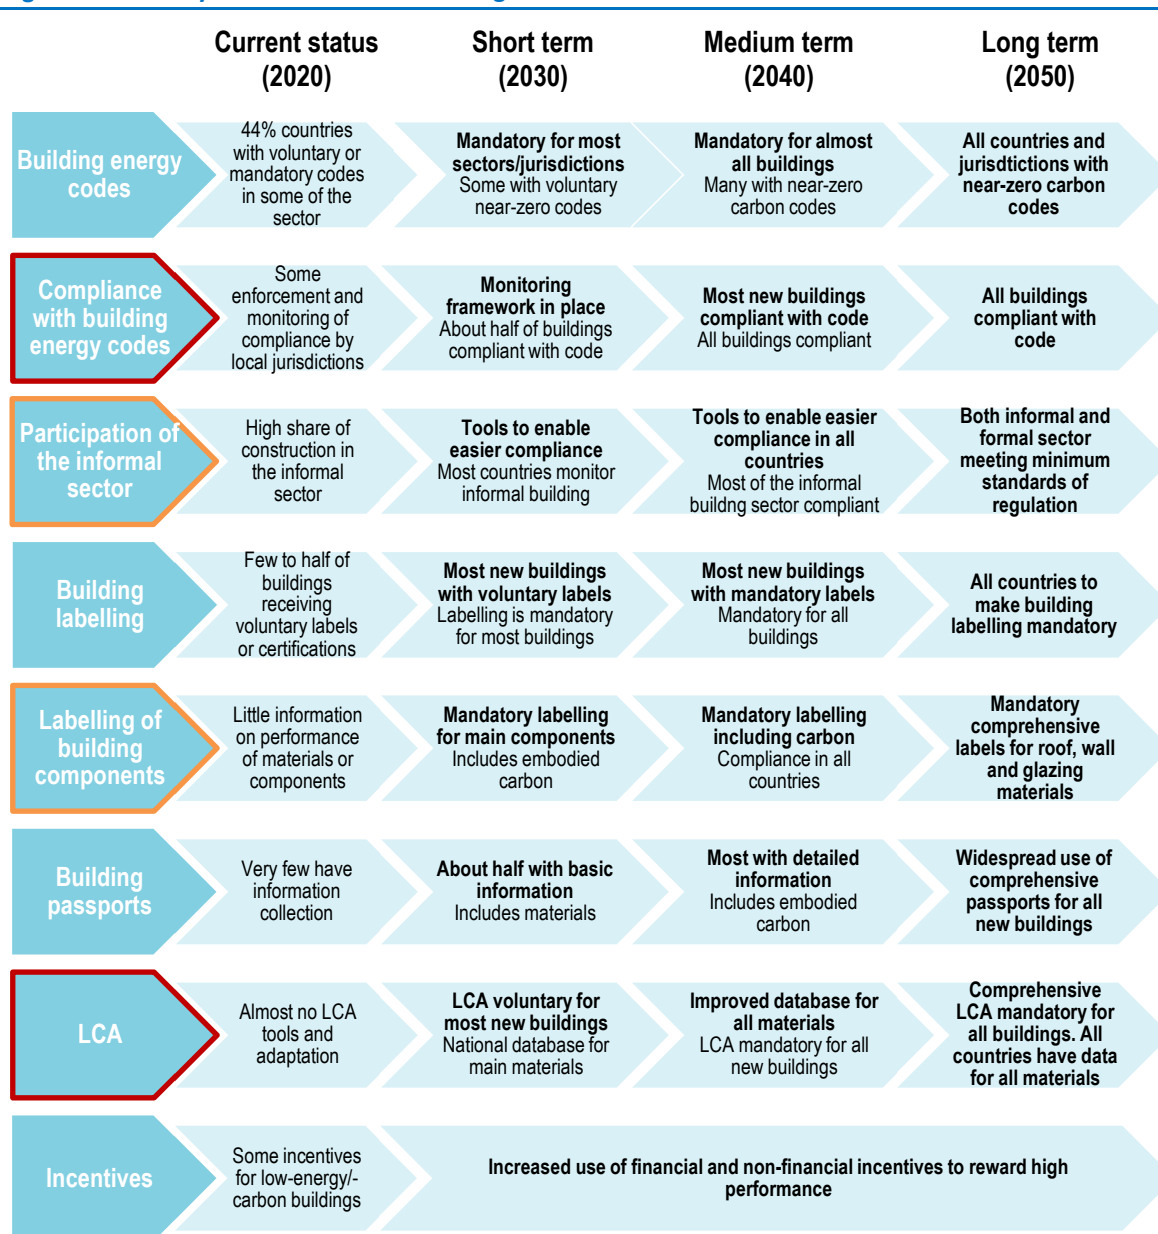 Current status
(2020)
Short term
(2030)
Medium term
(2040)
Long term
(2050)
Building energy
codes
44% countries
with voluntary or
mandatory codes
in some of the
sector
Mandatory for most
sectors/jurisdictions
Some with voluntary
near-zero codes
Mandatory for almost
all buildings
Many with near-zero
carbon codes
All countries and
jurisdtictions with
near-zero carbon
codes
Compliance
with building
energy codes
Some
enforcement and
monitoring of
compliance by
local jurisdictions
Monitoring
framework in place
About half of buildings
compliant with code
Most new buildings
compliant with code
All buildings compliant
All buildings
compliant with
code
Participation of
the informal
sector
High share of
construction in
the informal
sector
Tools to enable
easier compliance
Most countries monitor
informal building
Tools to enable easier
compliance in all
countries
Most of the informal
buildng sector compliant
Both informal and
formal sector
meeting minimum
standards of
regulation
Building
labelling
Few to half of
buildings
receiving
voluntary labels
or certifications
Most new buildings
with voluntary labels
Labelling is mandatory
for most buildings
Most new buildings
with mandatory labels
Mandatory for all
buildings
All countries to
make building
labelling mandatory
Labelling of
building
components
Little information
on performance
of materials or
components
Mandatory labelling
for main components
Includes embodied
carbon
Mandatory labelling
including carbon
Compliance in all
countries
Mandatory
comprehensive
labels for roof, wall
and glazing
materials
Building
passports
Very few have
information
collection
About half with basic
information
Includes materials
Most with detailed
information
Includes embodied
carbon
Widespread use of
comprehensive
passports for all
new buildings
LCA
Almost no LCA
tools and
adaptation
LCA voluntary for
most new buildings
National database for
main materials
Improved database for
all materials
LCA mandatory for all
new buildings
Comprehensive
LCA mandatory for
all buildings. All
countries have data
for all materials
Incentives
Some incentives
for low-energy/-
carbon buildings
Increased use of financial and non-financial incentives to reward high
performance